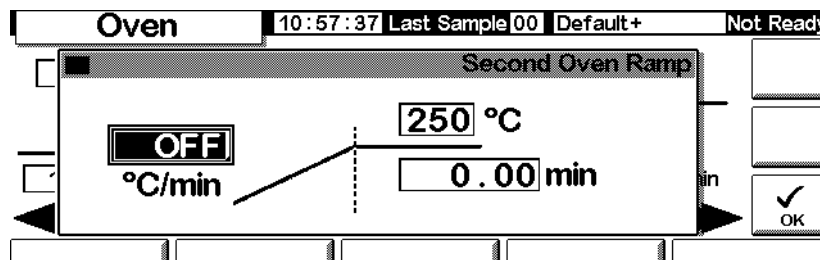 Oven 10:57:37 Last Sample 00 Default+ Not Ready
Second Oven Ramp
250 °C
OFF
°C/min
0.00 min
in
OK